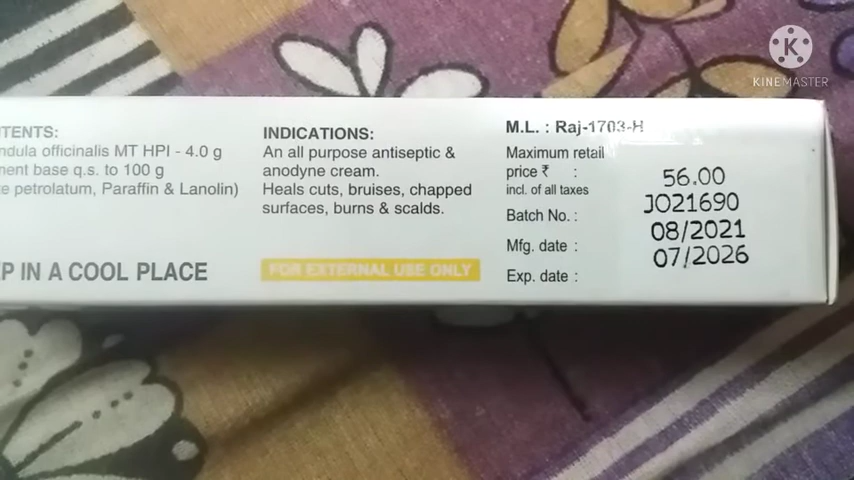 KINEMASTER
TENTS:
ndula officinalis MT HPI - 4.0 g
ent base q.s. to 100 g
e petrolatum, Paraffin & Lanolin)
P IN A COOL PLACE
INDICATIONS:
An all purpose antiseptic &
anodyne cream.
Heals cuts, bruises, chapped
surfaces, burns & scalds.
FOR EXTERNAL USE ONLY
M.L. : Raj-1703-H
Maximum retail
price ₹ : 56.00
incl. of all taxes
Batch No. : JO21690
Mfg. date : 08/2021
Exp. date : 07/2026